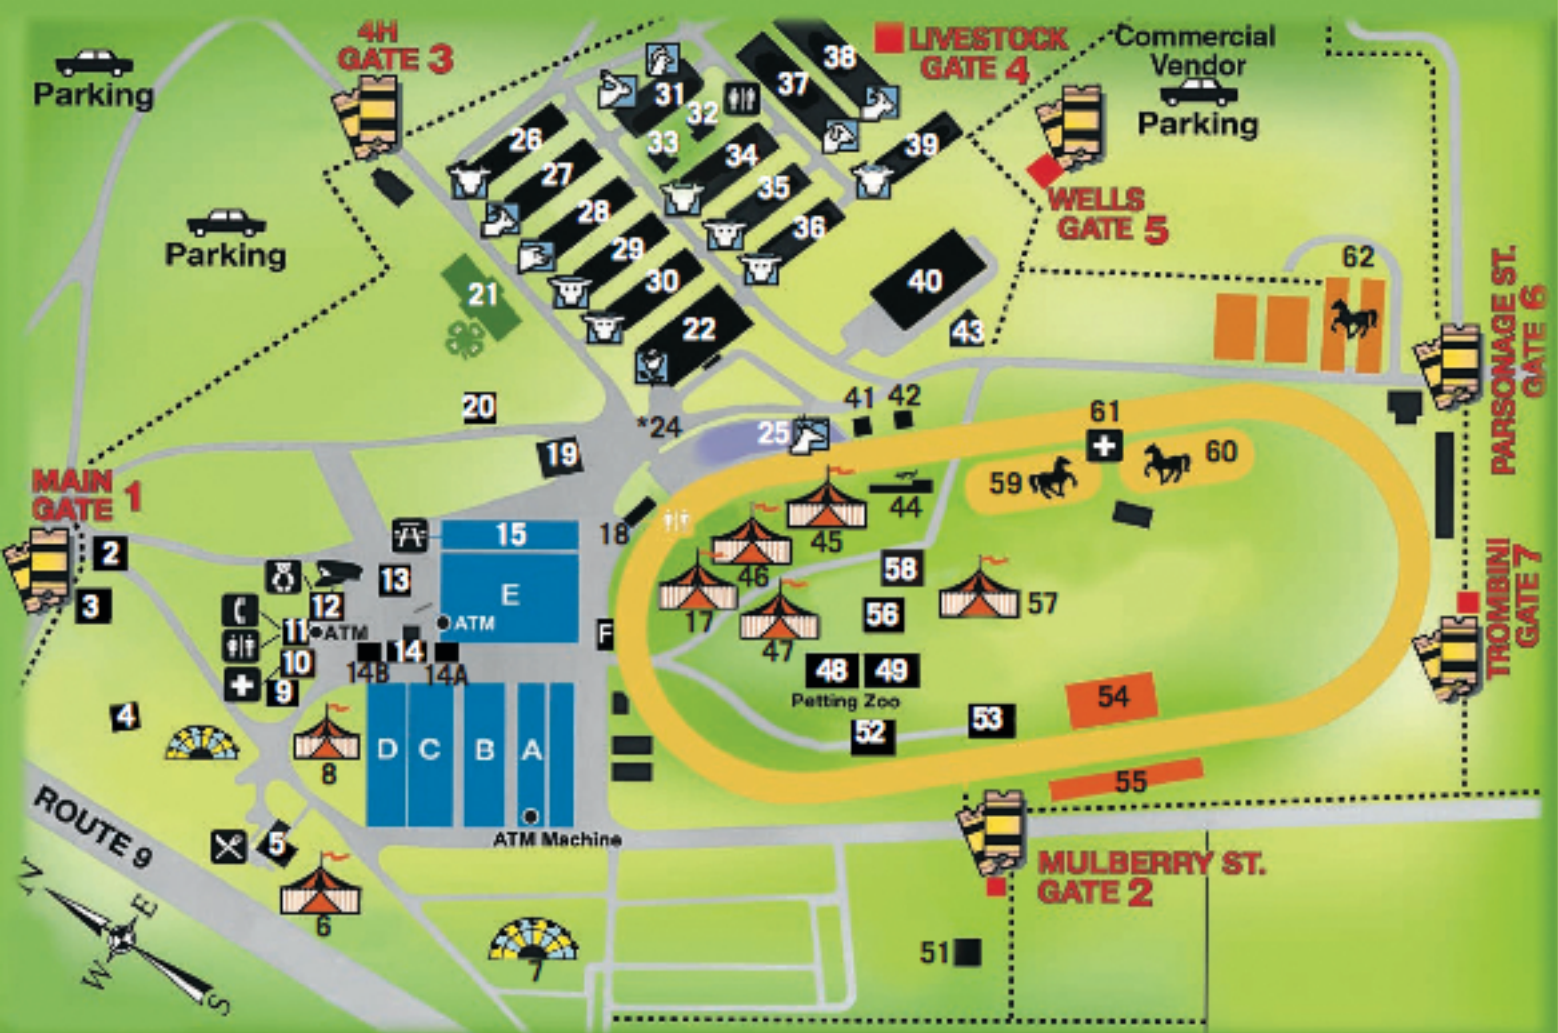 4H
GATE 3
LIVESTOCK
GATE 4
Commercial
Vendor
Parking
Parking
Parking
WELLS
GATE 5
PARSONAGE ST.
GATE 6
TROMBINI
GATE 7
MAIN
GATE 1
MULBERRY ST.
GATE 2
38
37
31
32
33
26
27
28
29
30
34
35
36
39
40
43
62
21
22
20
19
*24
25
41
42
61
59
60
44
45
46
18
15
E
ATM
2
3
13
12
11
ATM
10
9
14
14B
14A
F
17
47
58
56
57
48
49
Petting Zoo
52
53
54
55
4
8
D
C
B
A
ATM Machine
5
6
7
51
ROUTE 9
N
E
W
S